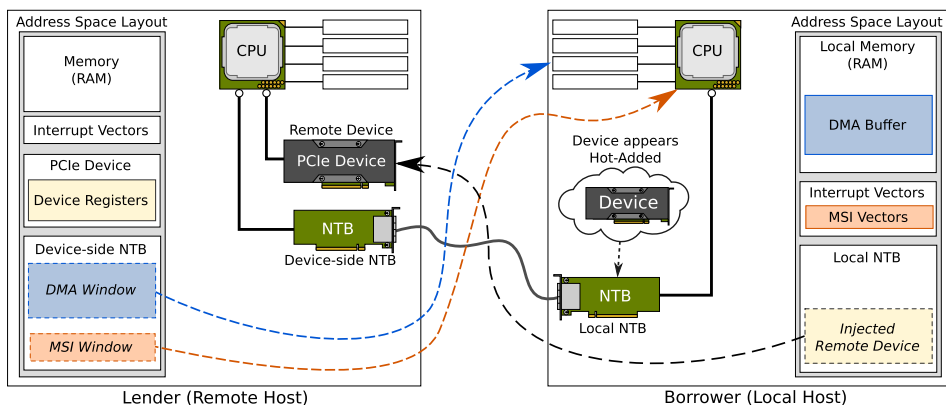 Address Space Layout
Memory
(RAM)
Interrupt Vectors
PCIe Device
Device Registers
Device-side NTB
DMA Window
MSI Window
CPU
Remote Device
PCIe Device
NTB
Device-side NTB
Lender (Remote Host)
CPU
Device appears
Hot-Added
Device
NTB
Local NTB
Address Space Layout
Local Memory
(RAM)
DMA Buffer
Interrupt Vectors
MSI Vectors
Local NTB
Injected
Remote Device
Borrower (Local Host)